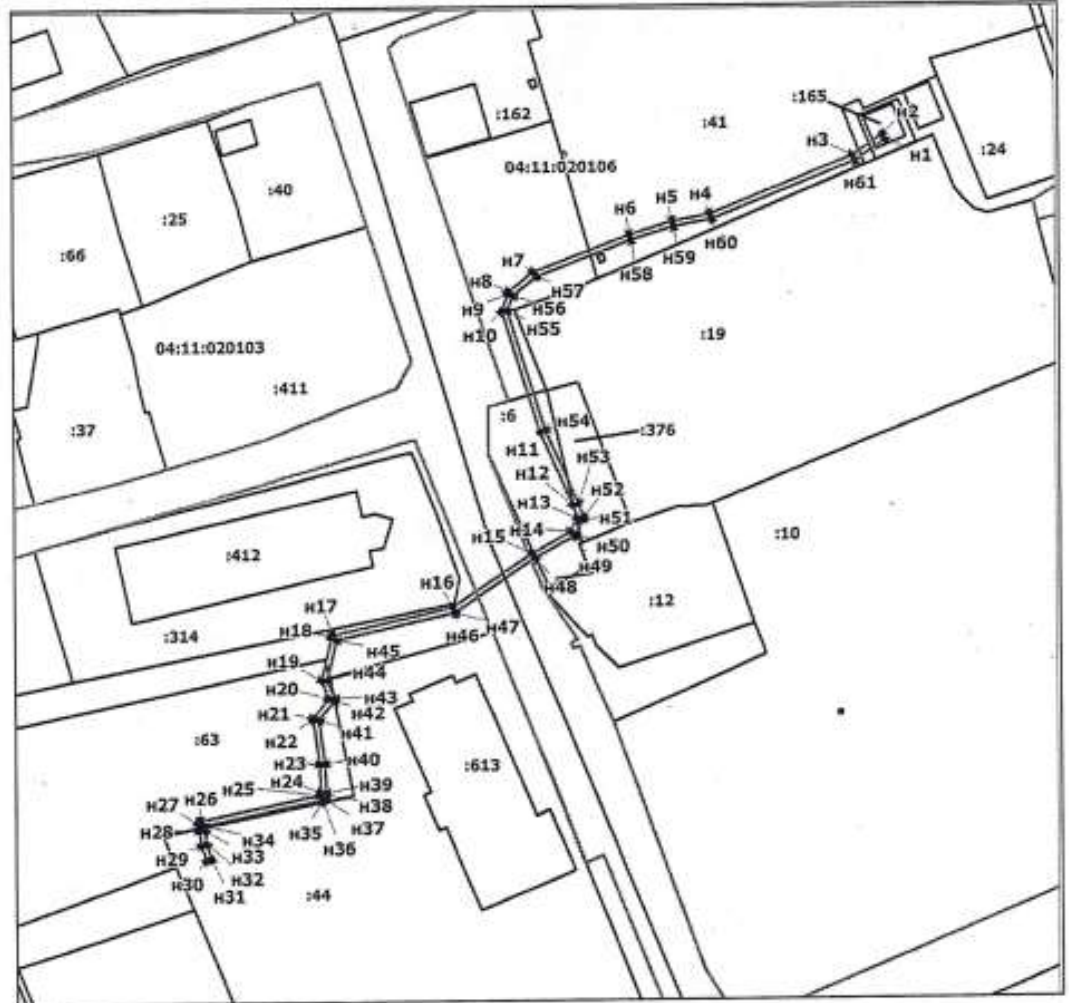 :165
н2
:162
:41
н3
н1
:24
04:11:020106
н61
:40
:25
н5
н4
н6
н60
:66
н59
н7
н58
н8
н57
н9
н56
н10
н55
:19
04:11:020103
:411
:6
н54
:37
н11
:376
н53
н12
н52
н13
н51
н14
:10
н15
н50
:412
н49
н48
н16
:12
н17
н18
н47
:314
н46
н45
н19
н44
н20
н43
н42
н21
н41
н22
:63
н23
н40
:613
н24
н25
н39
н26
н27
н38
н28
н34
н35
н37
н33
н36
н29
н32
н30
н31
:44